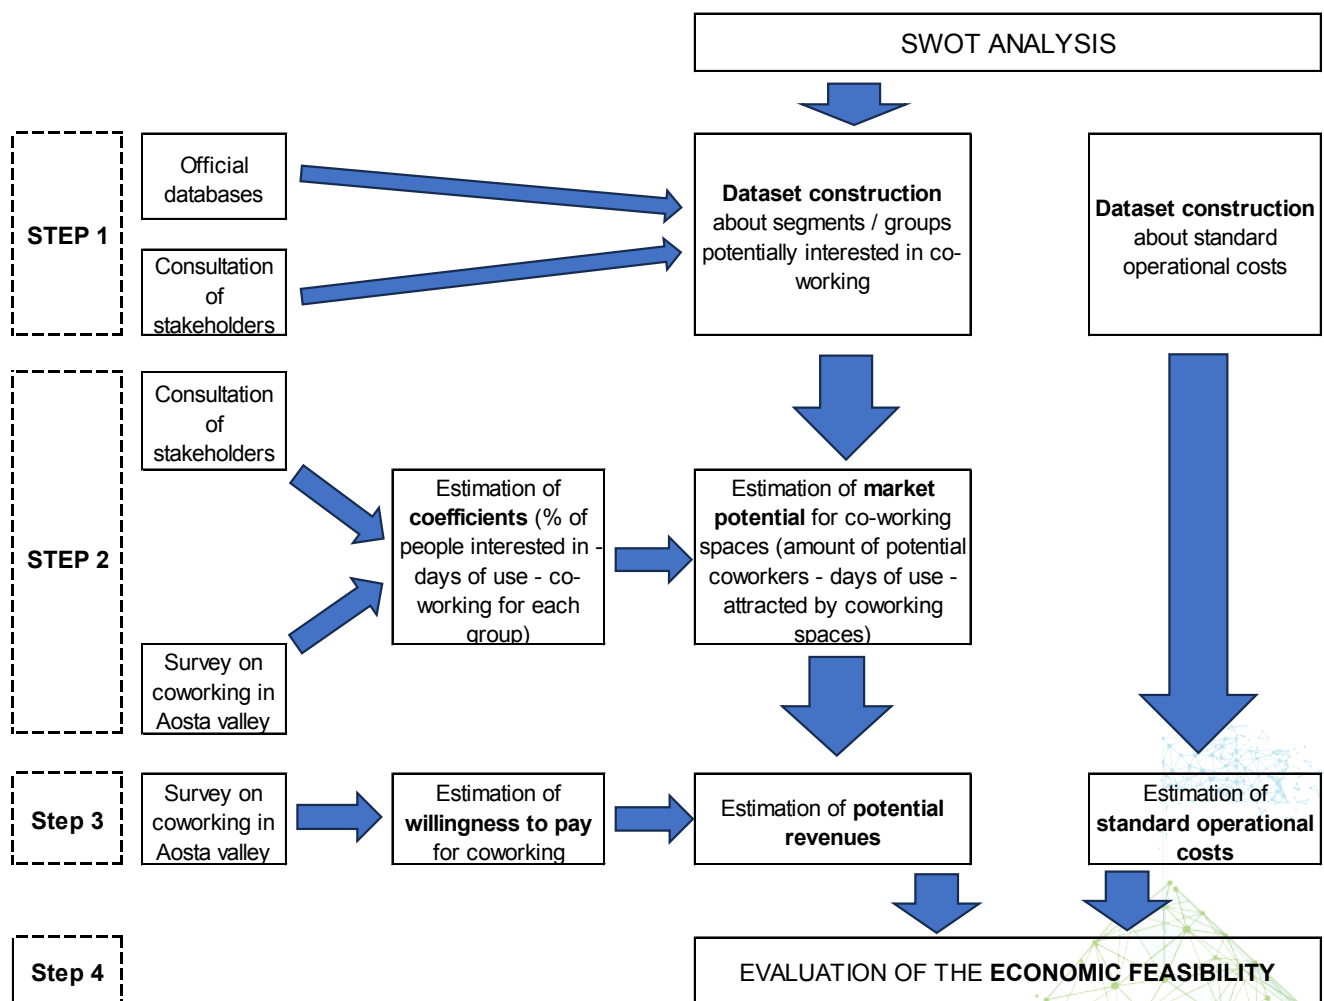 SWOT ANALYSIS
STEP 1
Official
databases
Consultation
of
stakeholders
Dataset construction
about segments / groups
potentially interested in co-
working
Dataset construction
about standard
operational costs
STEP 2
Consultation
of
stakeholders
Survey on
coworking in
Aosta valley
Estimation of
coefficients (% of
people interested in -
days of use - co-
working for each
group)
Estimation of market
potential for co-working
spaces (amount of potential
coworkers - days of use -
attracted by coworking
spaces)
Step 3
Survey on
coworking in
Aosta valley
Estimation of
willingness to pay
for coworking
Estimation of potential
revenues
Estimation of
standard operational
costs
Step 4
EVALUATION OF THE ECONOMIC FEASIBILITY